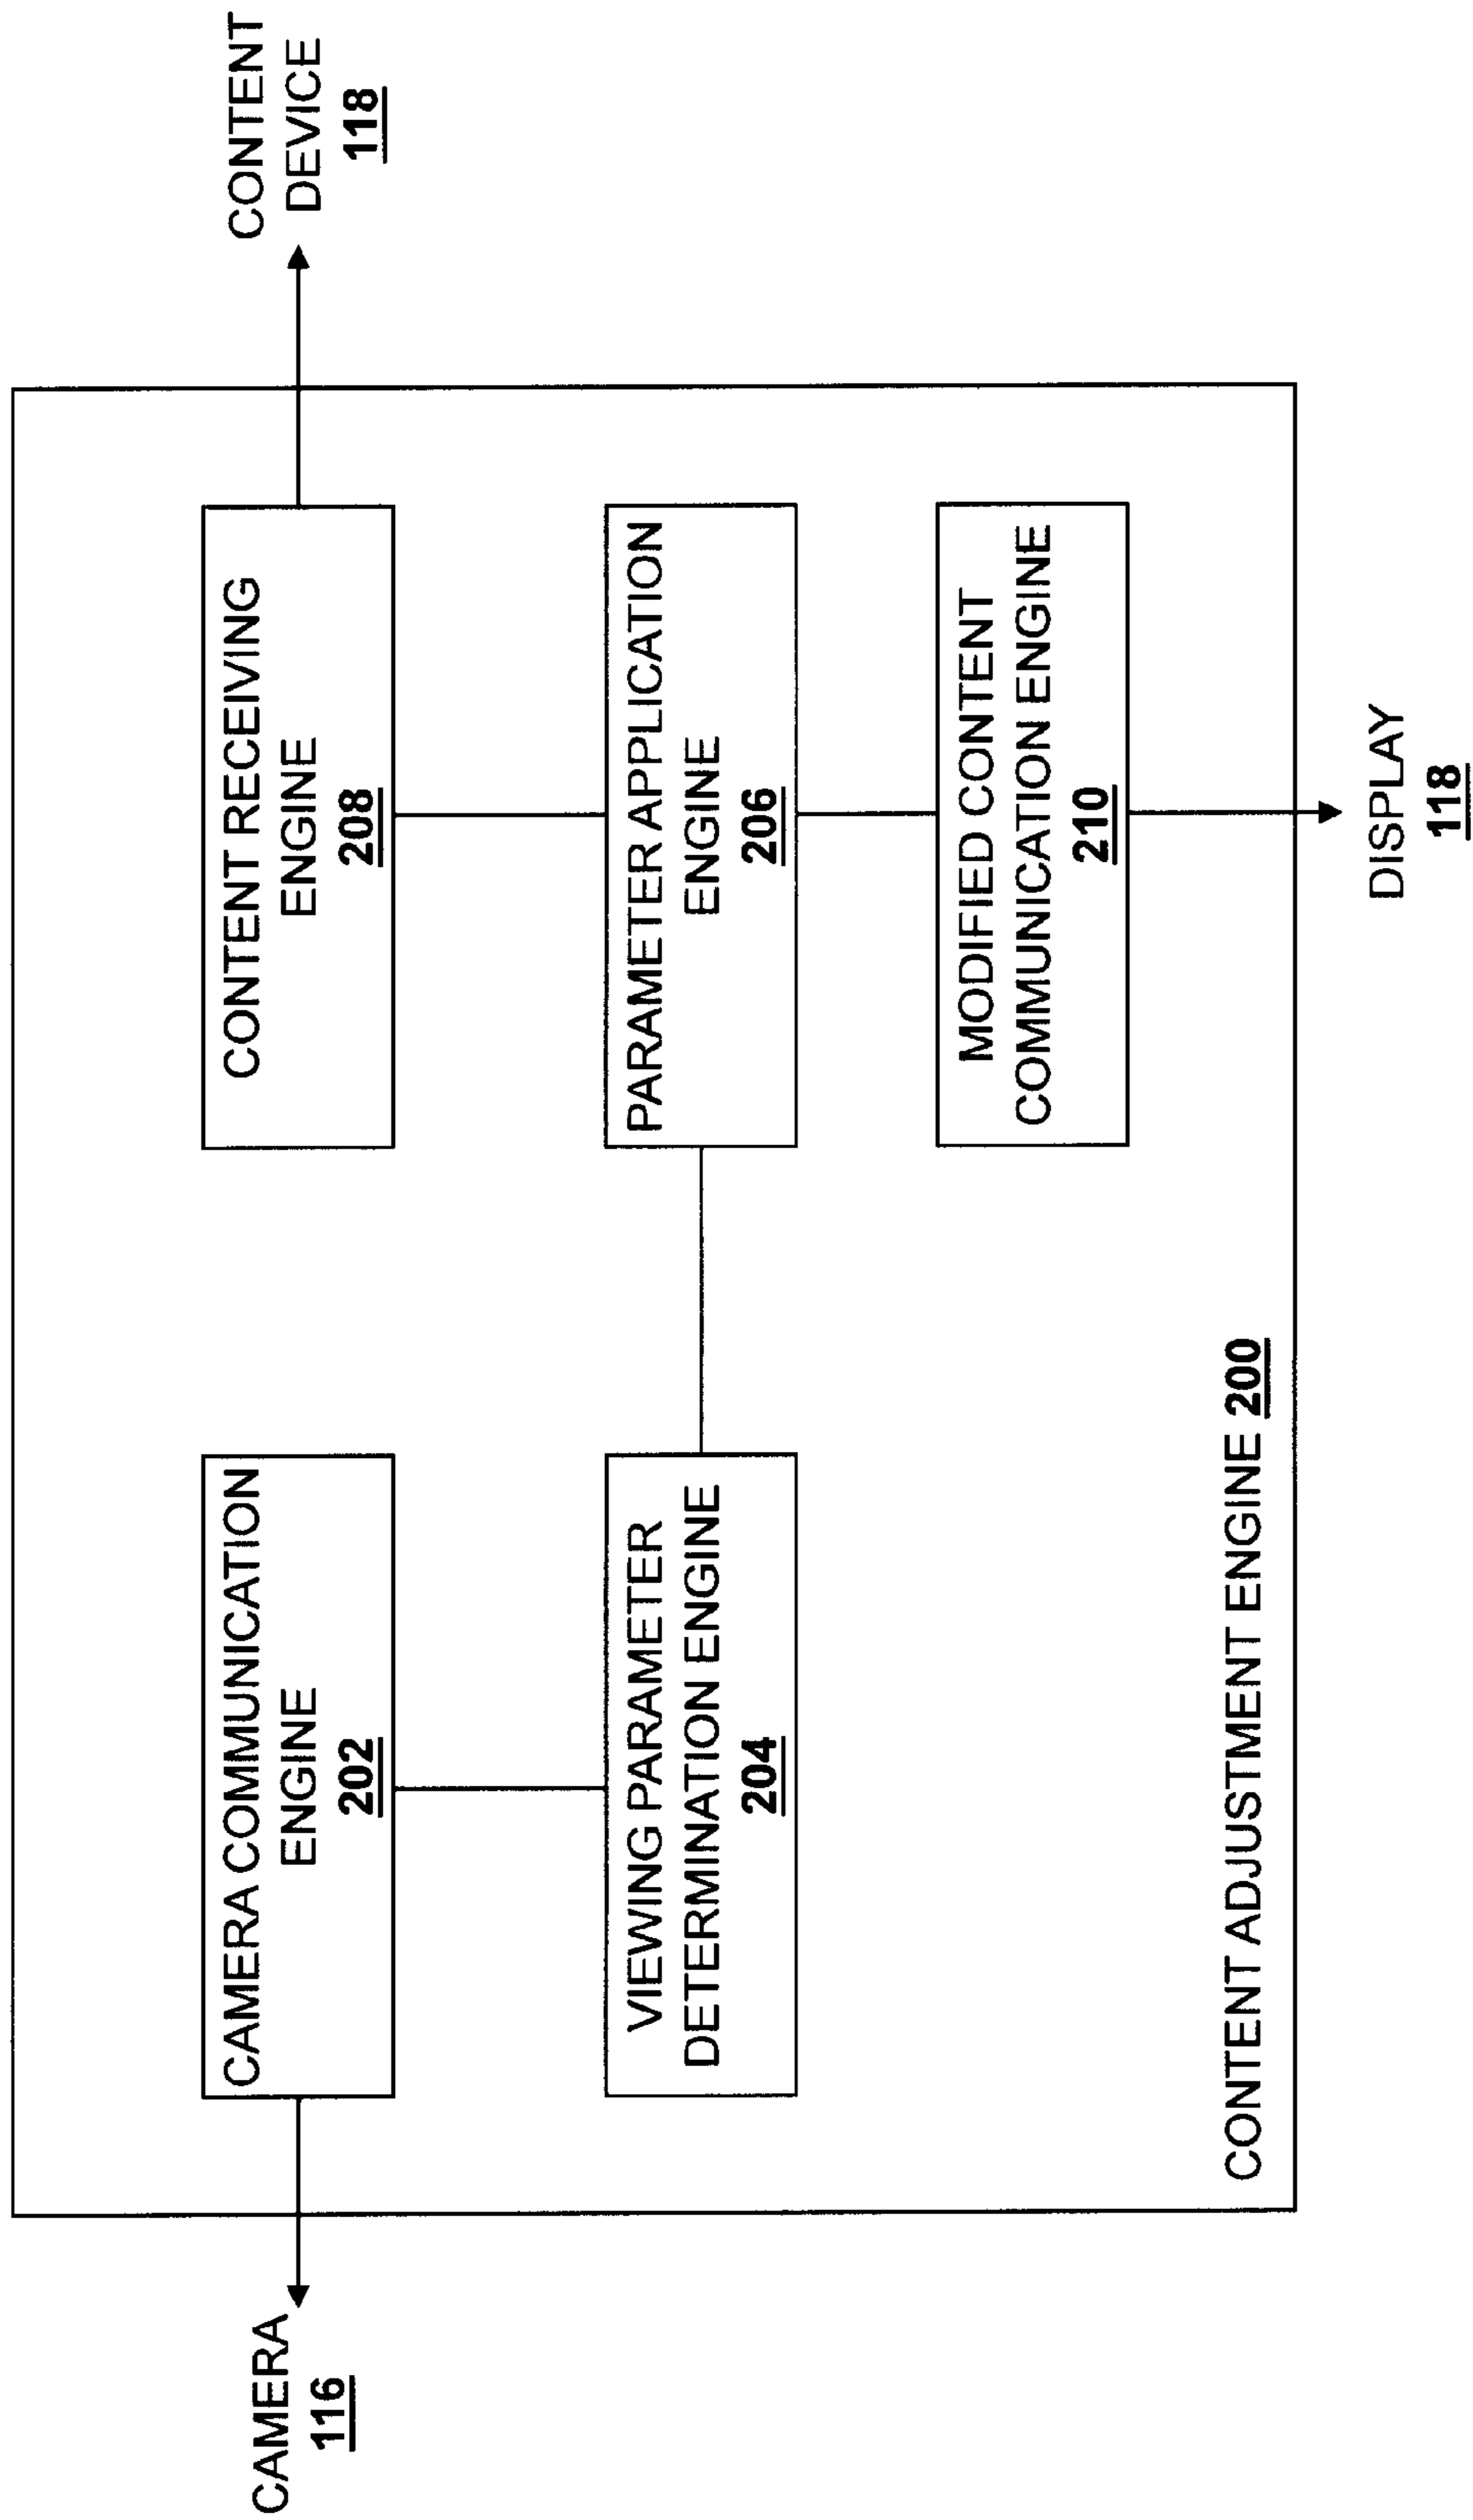 CAMERA
116
CAMERA COMMUNICATION
ENGINE
202
CONTENT RECEIVING
ENGINE
208
CONTENT
DEVICE
118
VIEWING PARAMETER
DETERMINATION ENGINE
204
PARAMETER APPLICATION
ENGINE
206
MODIFIED CONTENT
COMMUNICATION ENGINE
210
CONTENT ADJUSTMENT ENGINE 200
DISPLAY
118